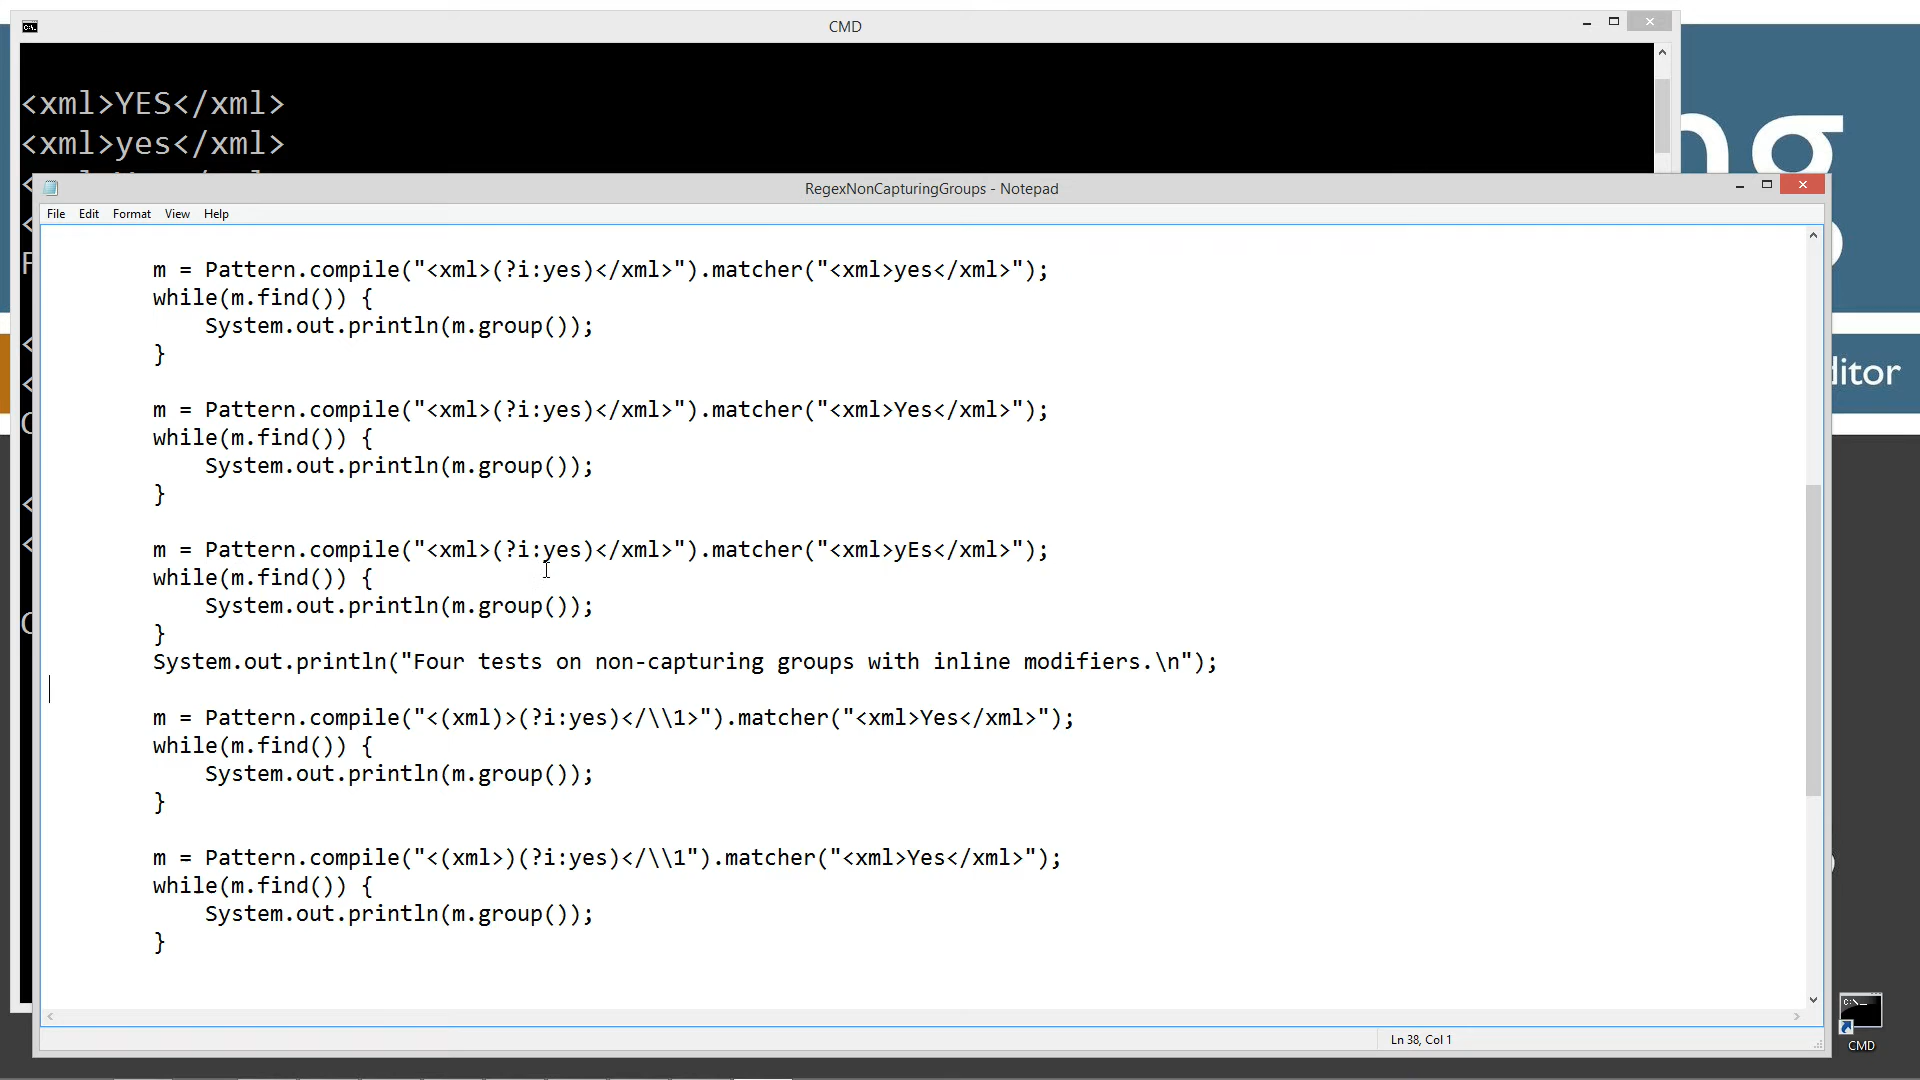 CMD
<xml>YES</xml>
<xml>yes</xml>
RegexNonCapturingGroups - Notepad
File Edit Format View Help
m = Pattern.compile("<xml>(?i:yes)</xml>").matcher("<xml>yes</xml>");
while(m.find()) {
System.out.println(m.group());
}
m = Pattern.compile("<xml>(?i:yes)</xml>").matcher("<xml>Yes</xml>");
while(m.find()) {
System.out.println(m.group());
}
m = Pattern.compile("<xml>(?i:yes)</xml>").matcher("<xml>yEs</xml>");
while(m.find()) {
System.out.println(m.group());
}
System.out.println("Four tests on non-capturing groups with inline modifiers.\n");
m = Pattern.compile("<(xml)>(?i:yes)</\\1>").matcher("<xml>Yes</xml>");
while(m.find()) {
System.out.println(m.group());
}
m = Pattern.compile("<(xml>)(?i:yes)</\\1").matcher("<xml>Yes</xml>");
while(m.find()) {
System.out.println(m.group());
}
Ln 38, Col 1
ng
ditor
CMD